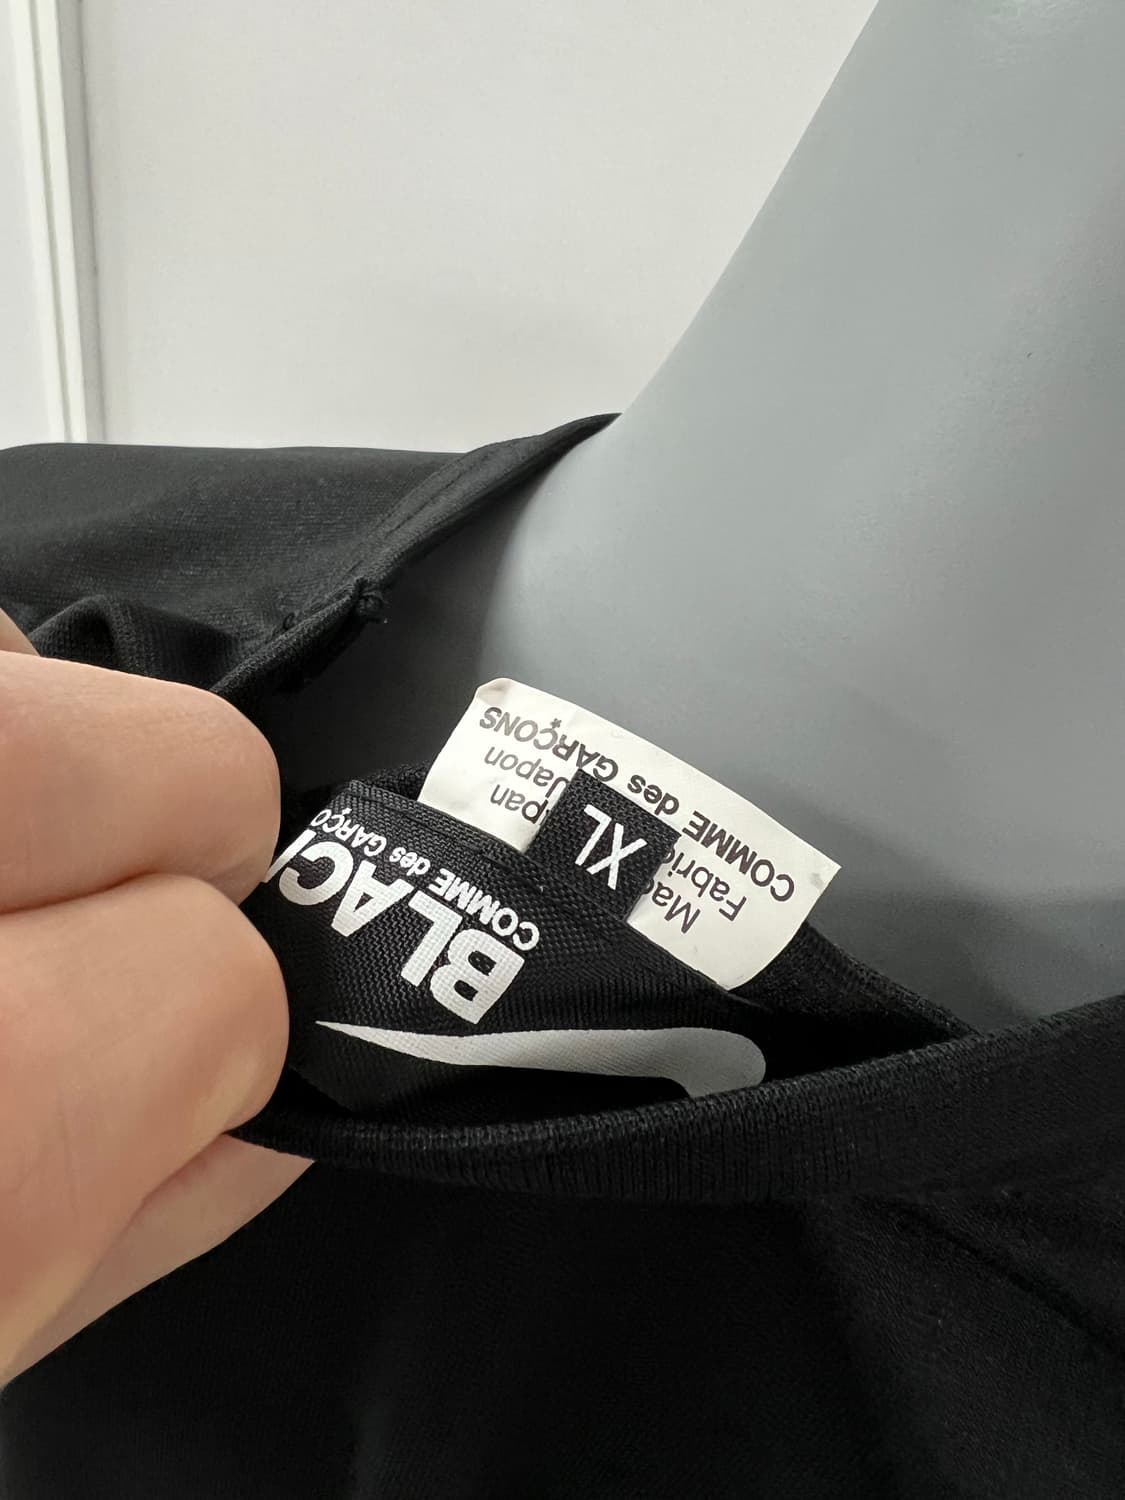 BLAC
COMME des GARÇO
XL
COMME des GARÇONS
Fabri Japon
Ma pan